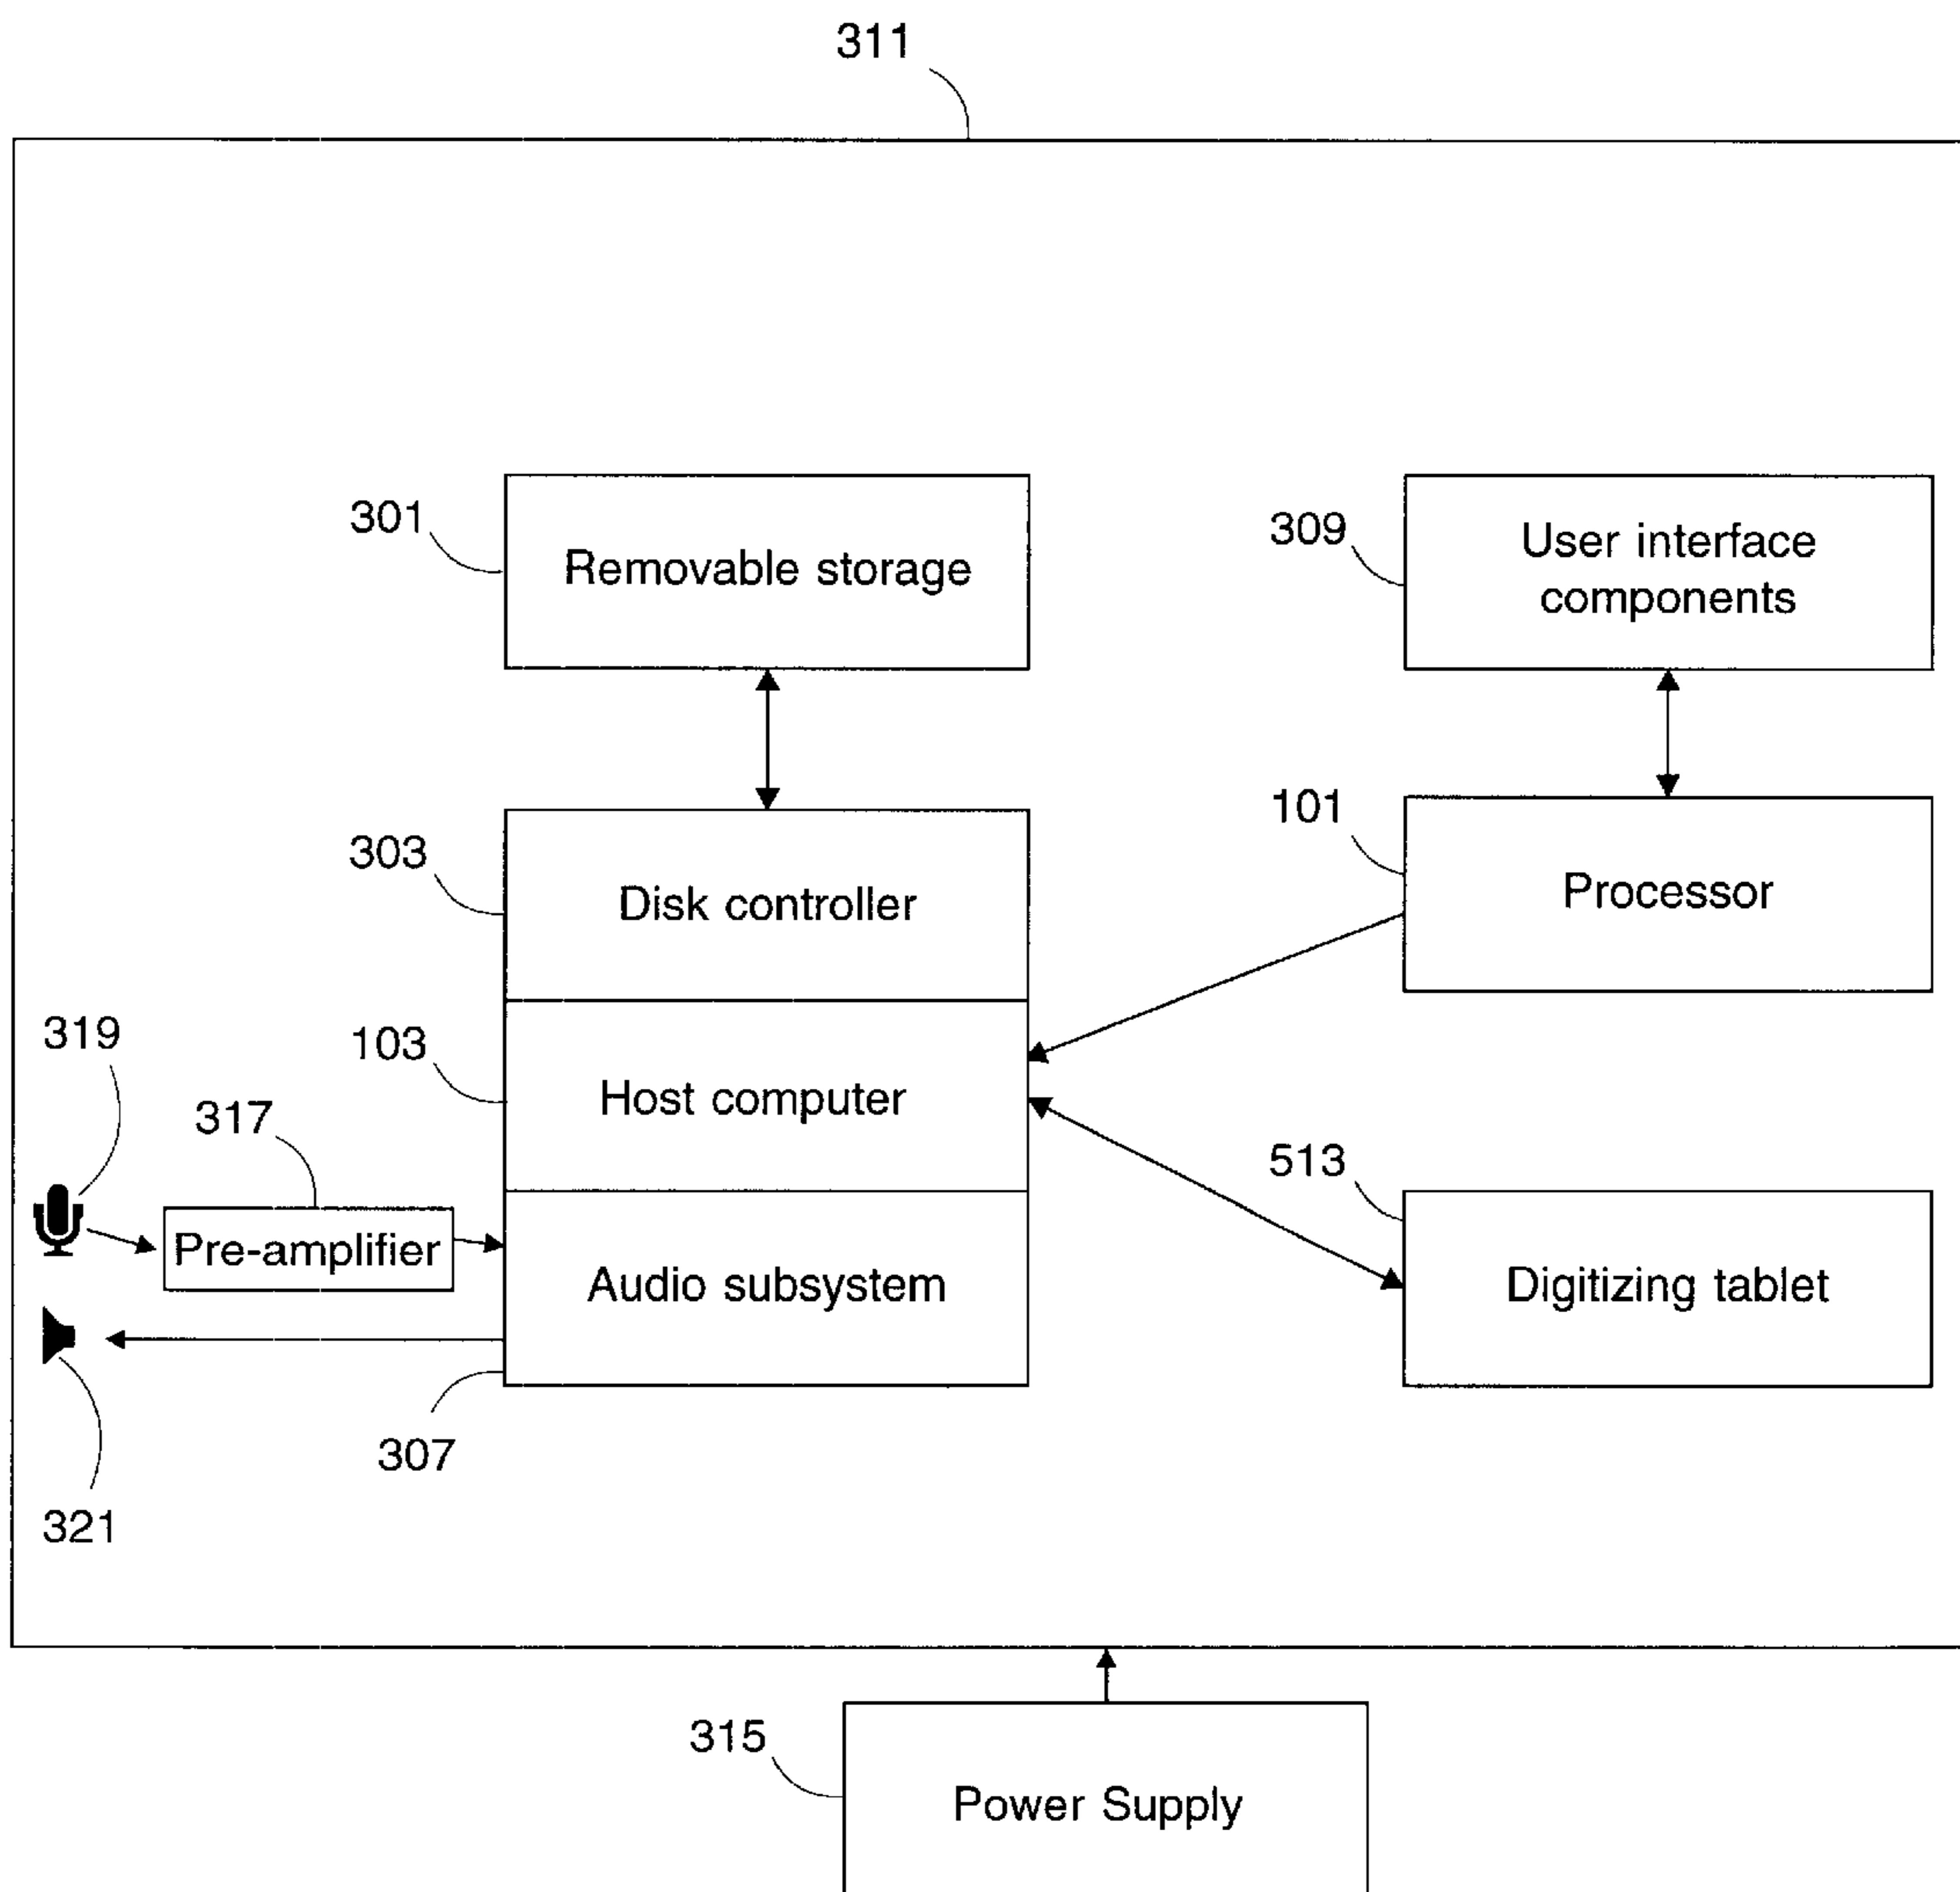 311
301
Removable storage
309
User interface
components
303
Disk controller
101
Processor
319
103
Host computer
317
Pre-amplifier
513
Digitizing tablet
Audio subsystem
307
321
315
Power Supply